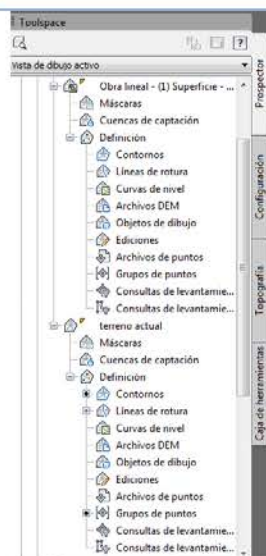 Toolspace
Vista de dibujo activo
Obra lineal - (1) Superficie - ...
Máscaras
Cuencas de captación
Definición
Contornos
Líneas de rotura
Curvas de nivel
Archivos DEM
Objetos de dibujo
Ediciones
Archivos de puntos
Grupos de puntos
Consultas de levantamie...
Consultas de levantamie...
terreno actual
Máscaras
Cuencas de captación
Definición
Contornos
Líneas de rotura
Curvas de nivel
Archivos DEM
Objetos de dibujo
Ediciones
Archivos de puntos
Grupos de puntos
Consultas de levantamie...
Consultas de levantamie...
Prospector
Configuración
Topografía
Caja de herramientas